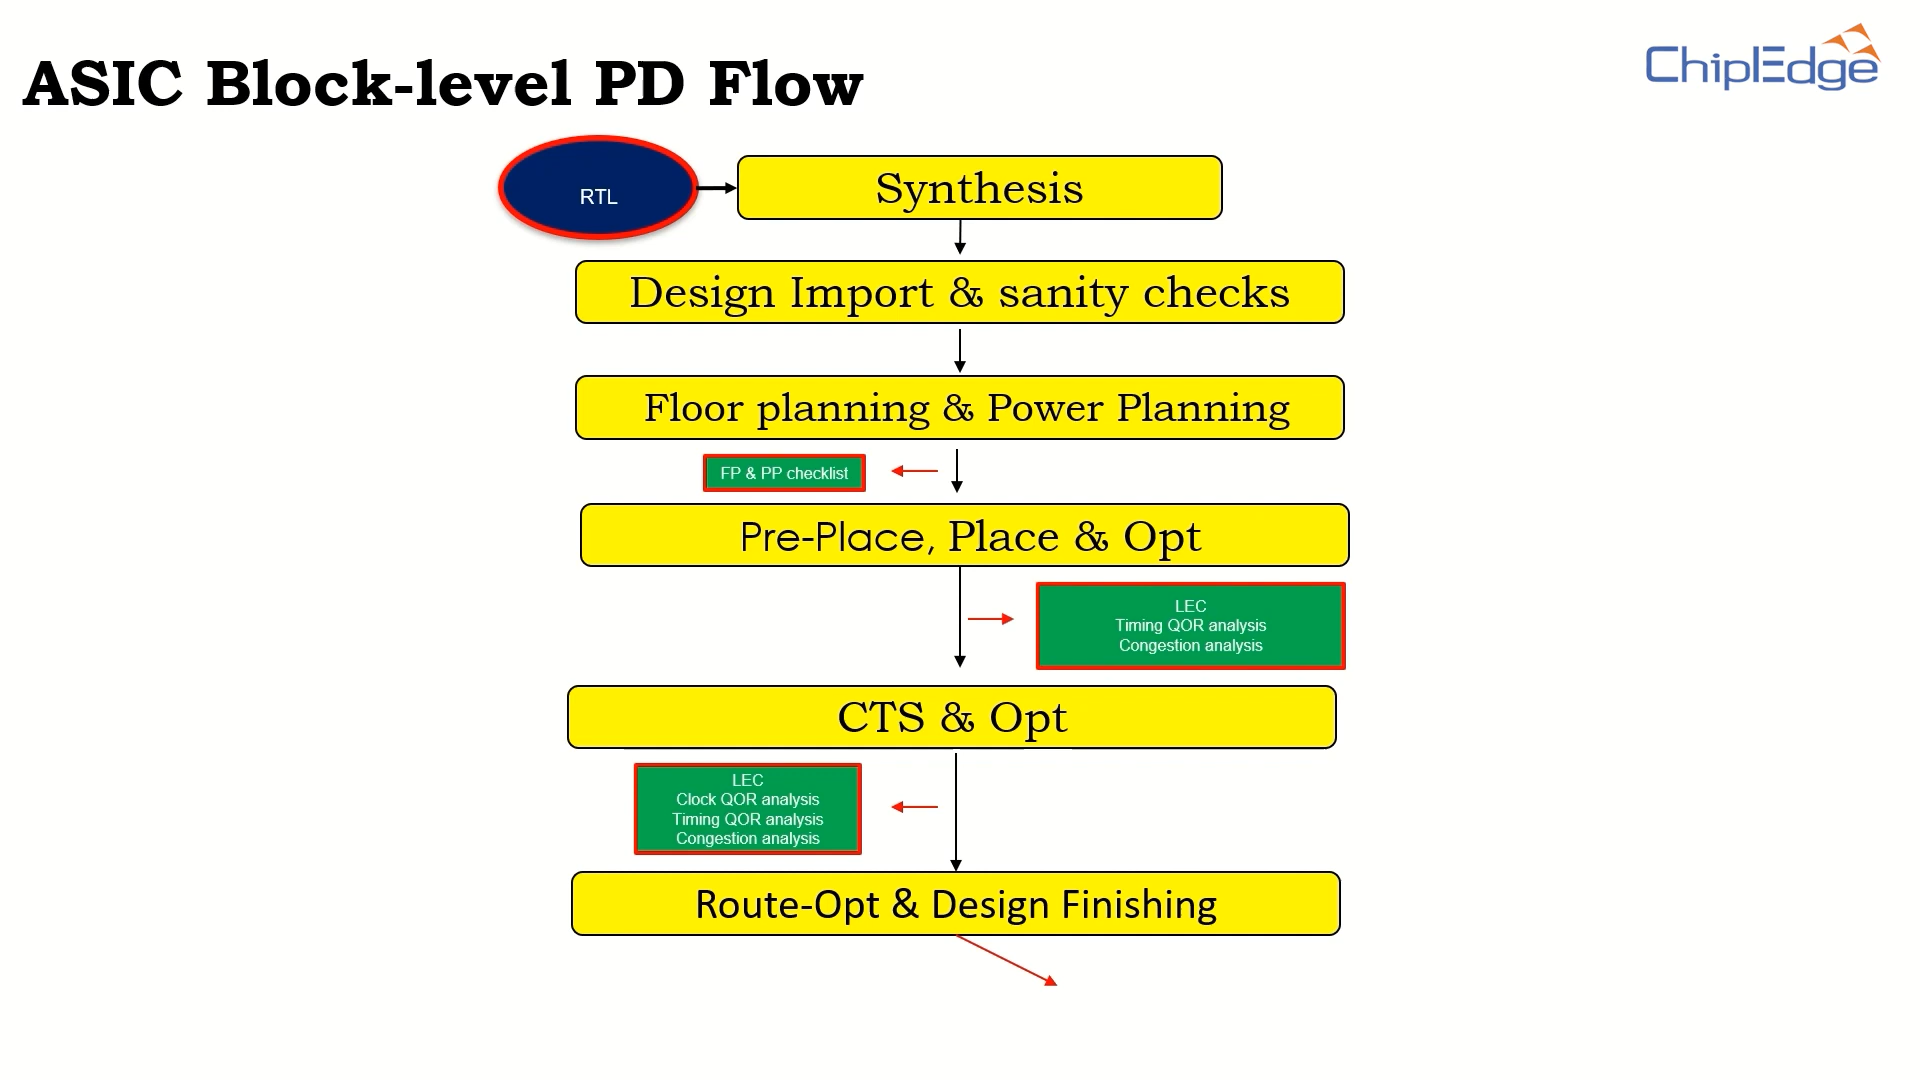 ASIC Block-level PD Flow
ChiplEdge
RTL
Synthesis
Design Import & sanity checks
Floor planning & Power Planning
FP & PP checklist
Pre-Place, Place & Opt
LEC
Timing QOR analysis
Congestion analysis
CTS & Opt
LEC
Clock QOR analysis
Timing QOR analysis
Congestion analysis
Route-Opt & Design Finishing